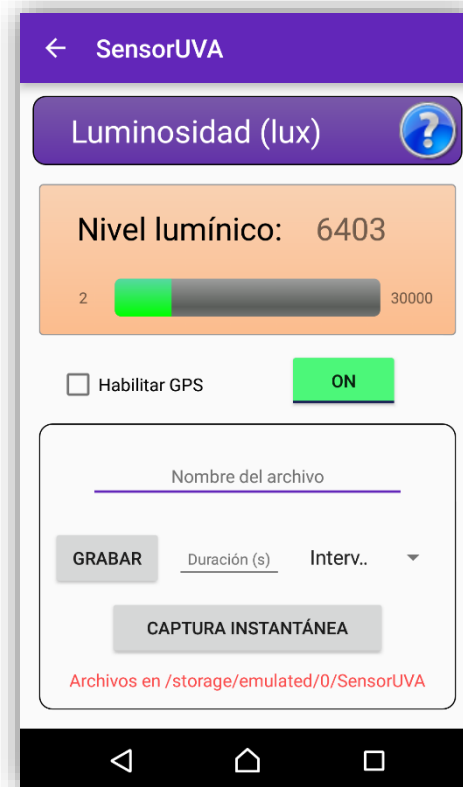 SensorUVA
Luminosidad (lux)
Nivel lumínico: 6403
2 30000
Habilitar GPS ON
Nombre del archivo
GRABAR Duración (s) Interv..
CAPTURA INSTANTÁNEA
Archivos en /storage/emulated/0/SensorUVA